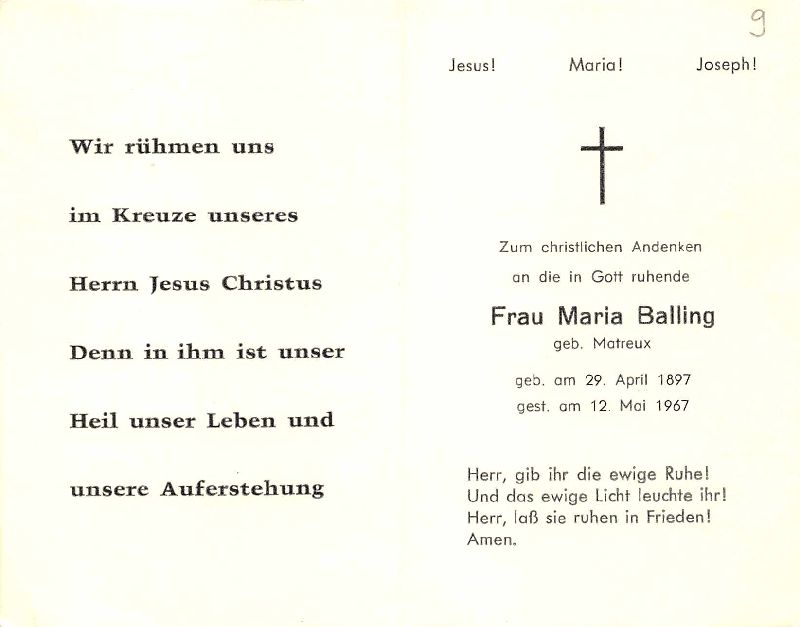 Wir rühmen uns
im Kreuze unseres
Herrn Jesus Christus
Denn in ihm ist unser
Heil unser Leben und
unsere Auferstehung
9
Jesus! Maria! Joseph!
Zum christlichen Andenken
an die in Gott ruhende
Frau Maria Balling
geb. Matreux
geb. am 29. April 1897
gest. am 12. Mai 1967
Herr, gib ihr die ewige Ruhe!
Und das ewige Licht leuchte ihr!
Herr, laß sie ruhen in Frieden!
Amen.